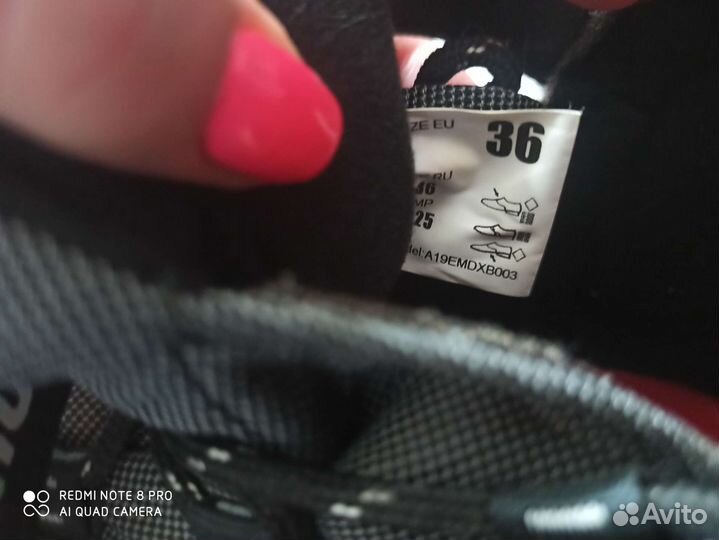 ZE EU 36
RU
36
MP
25
del:A19EMDXB003
REDMI NOTE 8 PRO
AI QUAD CAMERA
Avito